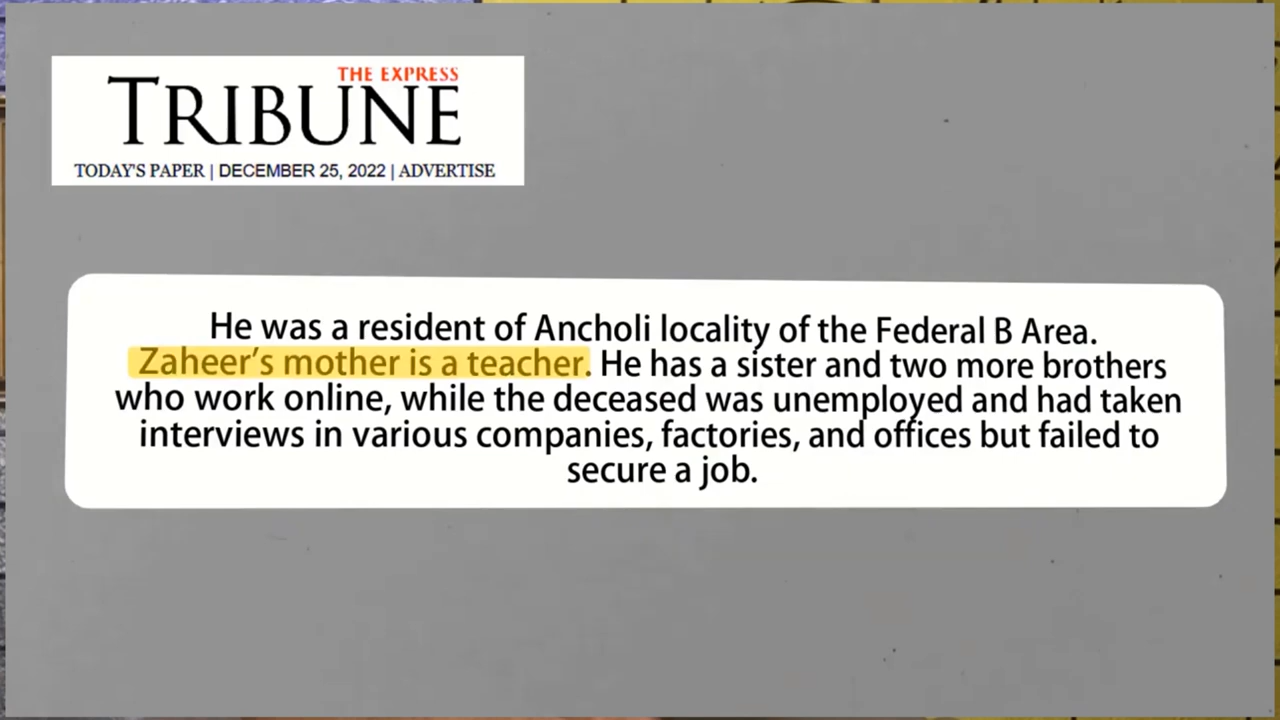 THE EXPRESS
TRIBUNE
TODAY'S PAPER | DECEMBER 25, 2022 | ADVERTISE
He was a resident of Ancholi locality of the Federal B Area.
Zaheer's mother is a teacher. He has a sister and two more brothers
who work online, while the deceased was unemployed and had taken
interviews in various companies, factories, and offices but failed to
secure a job.